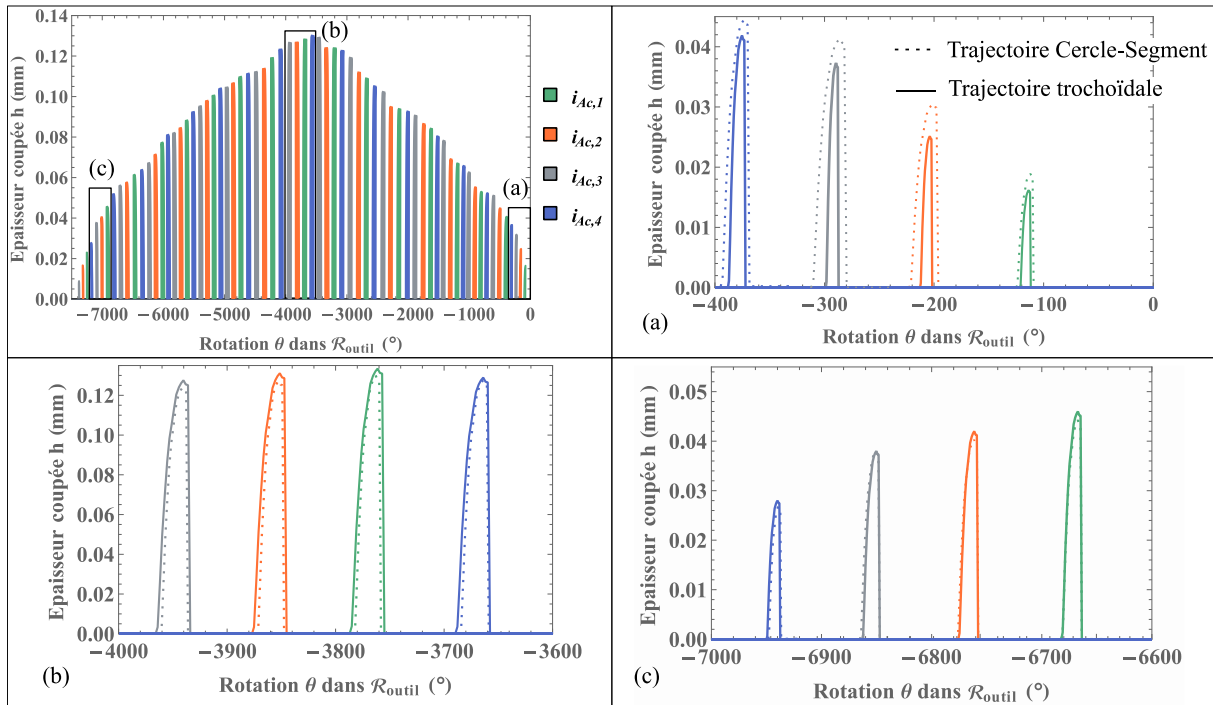 0.14
0.12
0.10
0.08
0.06
0.04
0.02
0.00
Epaisseur coupée h (mm )
(b)
(c)
(a)
−7000 −6000 −5000 −4000 −3000 −2000 −1000 0
Rotation θ dans ℛoutil (°)
i_Ac,1
i_Ac,2
i_Ac,3
i_Ac,4
0.04
0.03
0.02
0.01
0.00
Epaisseur coupée h (mm)
Trajectoire Cercle-Segment
Trajectoire trochoïdale
−400 −300 −200 −100 0
Rotation θ dans ℛoutil (°)
(a)
0.12
0.10
0.08
0.06
0.04
0.02
0.00
Epaisseur coupée h (mm)
−4000 −3900 −3800 −3700 −3600
Rotation θ dans ℛoutil (°)
(b)
0.05
0.04
0.03
0.02
0.01
0.00
Epaisseur coupée h (mm)
−7000 −6900 −6800 −6700 −6600
Rotation θ dans ℛoutil (°)
(c)